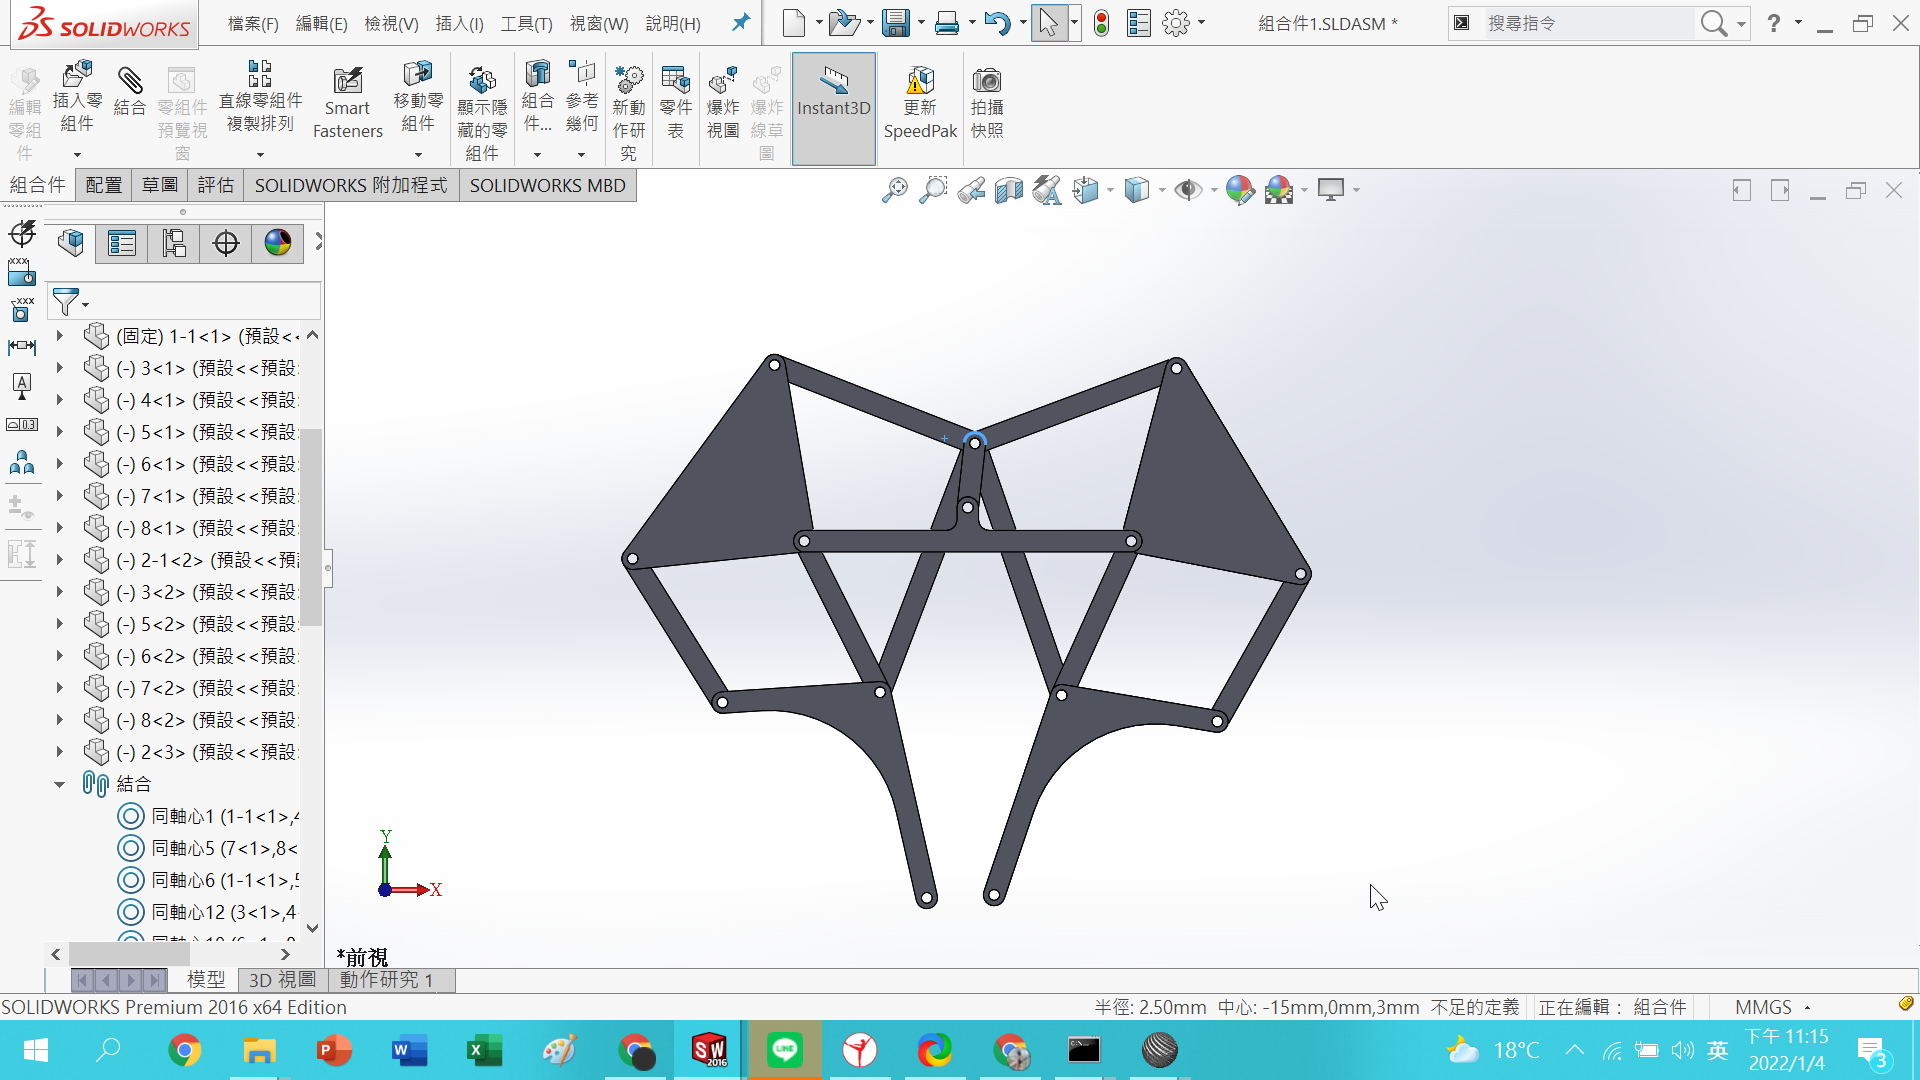 SOLIDWORKS
檔案(F) 編輯(E) 檢視(V) 插入(I) 工具(T) 視窗(W) 說明(H)
組合件1.SLDASM *
搜尋指令
編輯零組件
插入零組件
結合
零組件預覽視窗
直線零組件複製排列
Smart Fasteners
移動零組件
顯示隱藏的零組件
組合件...
參考幾何
新動作研究
零件表
爆炸視圖
爆炸線草圖
Instant3D
更新 SpeedPak
拍攝快照
組合件 配置 草圖 評估 SOLIDWORKS 附加程式 SOLIDWORKS MBD
(固定) 1-1<1> (預設<<
(-) 3<1> (預設<<預設
(-) 4<1> (預設<<預設
(-) 5<1> (預設<<預設
(-) 6<1> (預設<<預設
(-) 7<1> (預設<<預設
(-) 8<1> (預設<<預設
(-) 2-1<2> (預設<<預
(-) 3<2> (預設<<預設
(-) 5<2> (預設<<預設
(-) 6<2> (預設<<預設
(-) 7<2> (預設<<預設
(-) 8<2> (預設<<預設
(-) 2<3> (預設<<預設
結合
同軸心1 (1-1<1>,4
同軸心5 (7<1>,8<
同軸心6 (1-1<1>,5
同軸心12 (3<1>,4
Y
X
*前視
模型 3D 視圖 動作研究 1
SOLIDWORKS Premium 2016 x64 Edition
半徑: 2.50mm 中心: -15mm,0mm,3mm 不足的定義 正在編輯： 組合件 MMGS
18°C
英
下午 11:15
2022/1/4
3